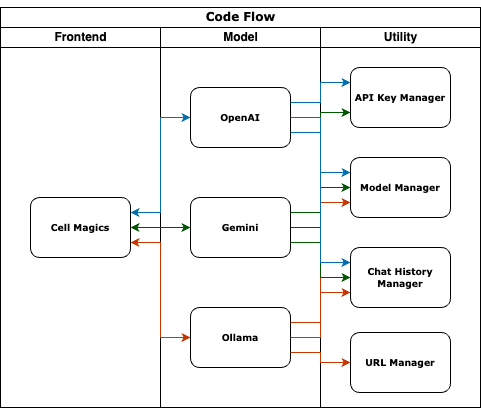 Code Flow
Frontend
Model
Utility
Cell Magics
OpenAI
Gemini
Ollama
API Key Manager
Model Manager
Chat History
Manager
URL Manager